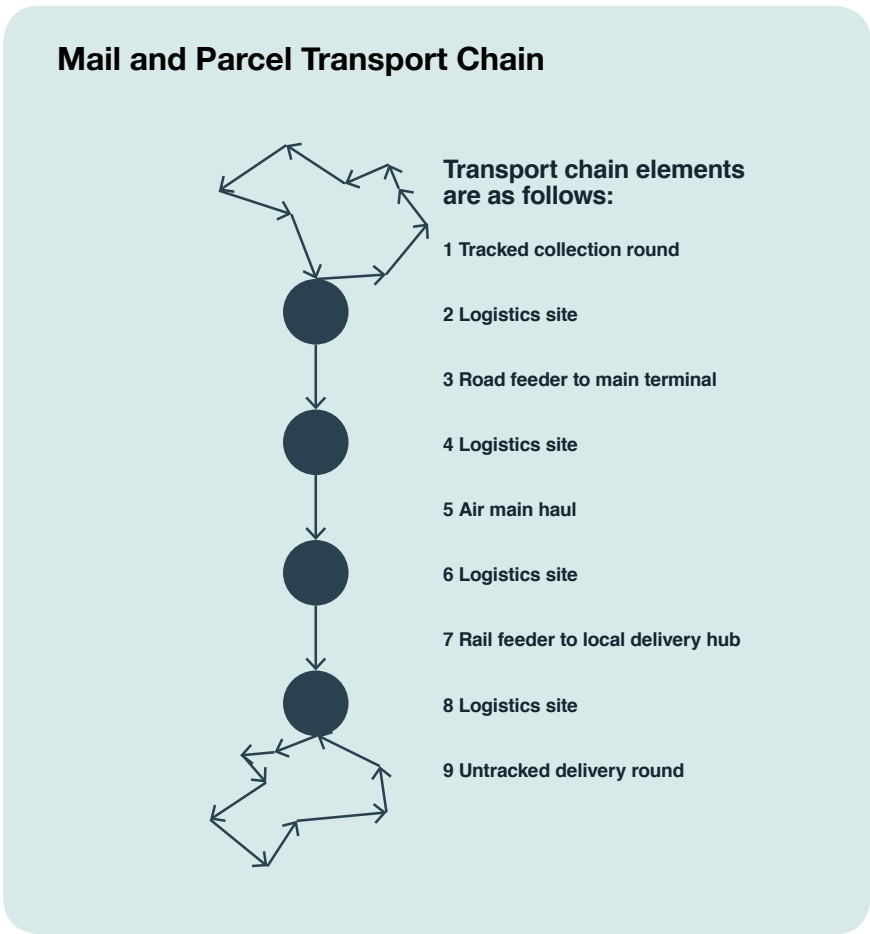 Mail and Parcel Transport Chain
Transport chain elements
are as follows:
1 Tracked collection round
2 Logistics site
3 Road feeder to main terminal
4 Logistics site
5 Air main haul
6 Logistics site
7 Rail feeder to local delivery hub
8 Logistics site
9 Untracked delivery round